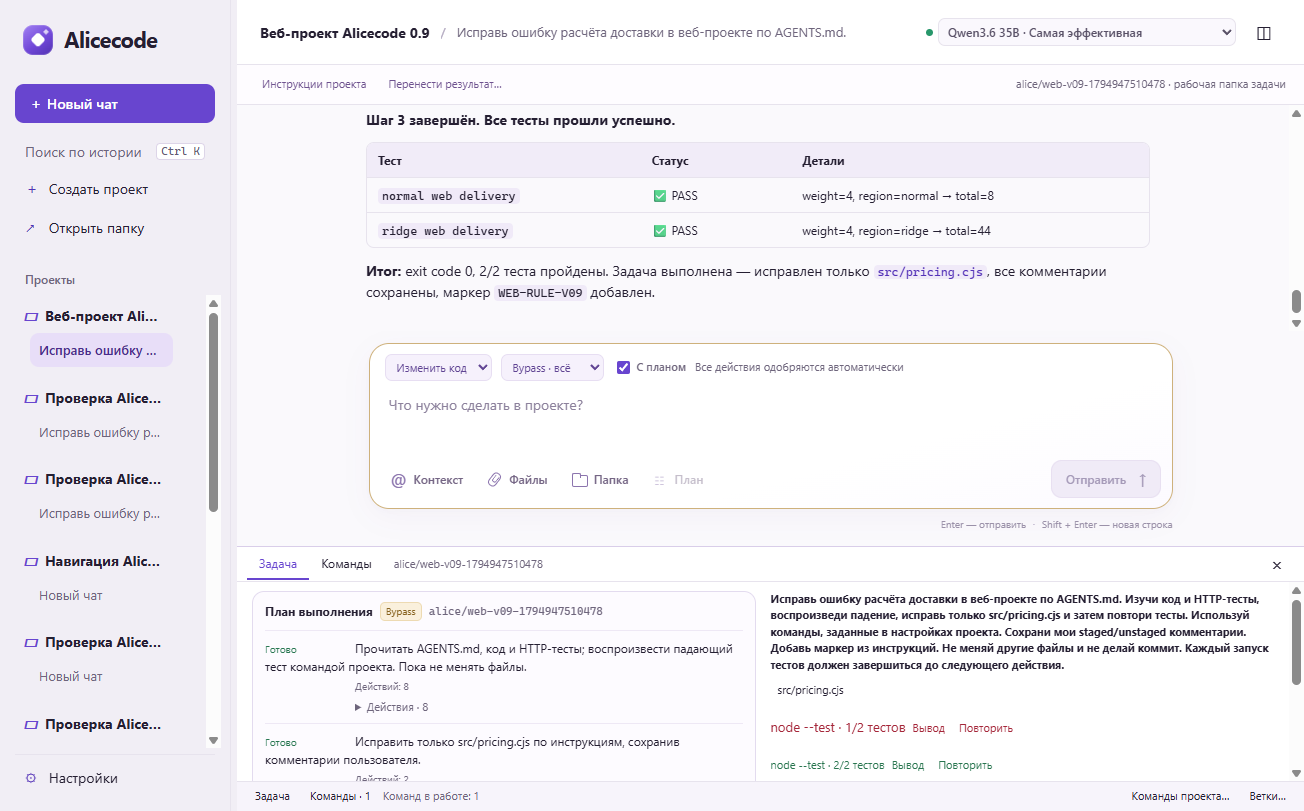 Alicecode
+ Новый чат
Поиск по истории Ctrl K
+ Создать проект
↗ Открыть папку
Проекты
Веб-проект Ali...
Исправь ошибку ...
Проверка Alice...
Исправь ошибку р...
Проверка Alice...
Исправь ошибку р...
Навигация Alic...
Новый чат
Проверка Alice...
Новый чат
Проверка Alice...
Настройки
Веб-проект Alicecode 0.9 / Исправь ошибку расчёта доставки в веб-проекте по AGENTS.md.
Qwen3.6 35B · Самая эффективная
Инструкции проекта Перенести результат...
alice/web-v09-1794947510478 · рабочая папка задачи
Шаг 3 завершён. Все тесты прошли успешно.
Тест Статус Детали
normal web delivery ✅ PASS weight=4, region=normal → total=8
ridge web delivery ✅ PASS weight=4, region=ridge → total=44
Итог: exit code 0, 2/2 теста пройдены. Задача выполнена — исправлен только src/pricing.cjs, все комментарии
сохранены, маркер WEB-RULE-V09 добавлен.
Изменить код Bypass · всё С планом Все действия одобряются автоматически
Что нужно сделать в проекте?
@ Контекст Файлы Папка План
Отправить ↑
Enter — отправить · Shift + Enter — новая строка
Задача Команды alice/web-v09-1794947510478 ×
План выполнения Bypass alice/web-v09-1794947510478
Готово Прочитать AGENTS.md, код и HTTP-тесты; воспроизвести падающий
тест командой проекта. Пока не менять файлы.
Действий: 8
▶ Действия · 8
Готово Исправить только src/pricing.cjs по инструкциям, сохранив
комментарии пользователя.
Действий: 2
Исправь ошибку расчёта доставки в веб-проекте по AGENTS.md. Изучи код и HTTP-тесты,
воспроизведи падение, исправь только src/pricing.cjs и затем повтори тесты. Используй
команды, заданные в настройках проекта. Сохрани мои staged/unstaged комментарии.
Добавь маркер из инструкций. Не меняй другие файлы и не делай коммит. Каждый запуск
тестов должен завершиться до следующего действия.
src/pricing.cjs
node --test · 1/2 тестов Вывод Повторить
node --test · 2/2 тестов Вывод Повторить
Задача Команды · 1 Команд в работе: 1
Команды проекта... Ветки...